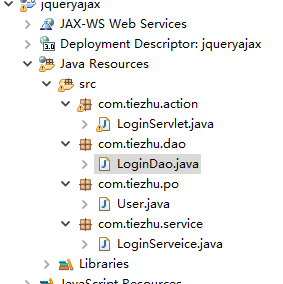 jqueryajax
JAX-WS Web Services
Deployment Descriptor: jqueryajax
Java Resources
src
com.tiezhu.action
LoginServlet.java
com.tiezhu.dao
LoginDao.java
com.tiezhu.po
User.java
com.tiezhu.service
LoginServeice.java
Libraries
JavaScript Resources